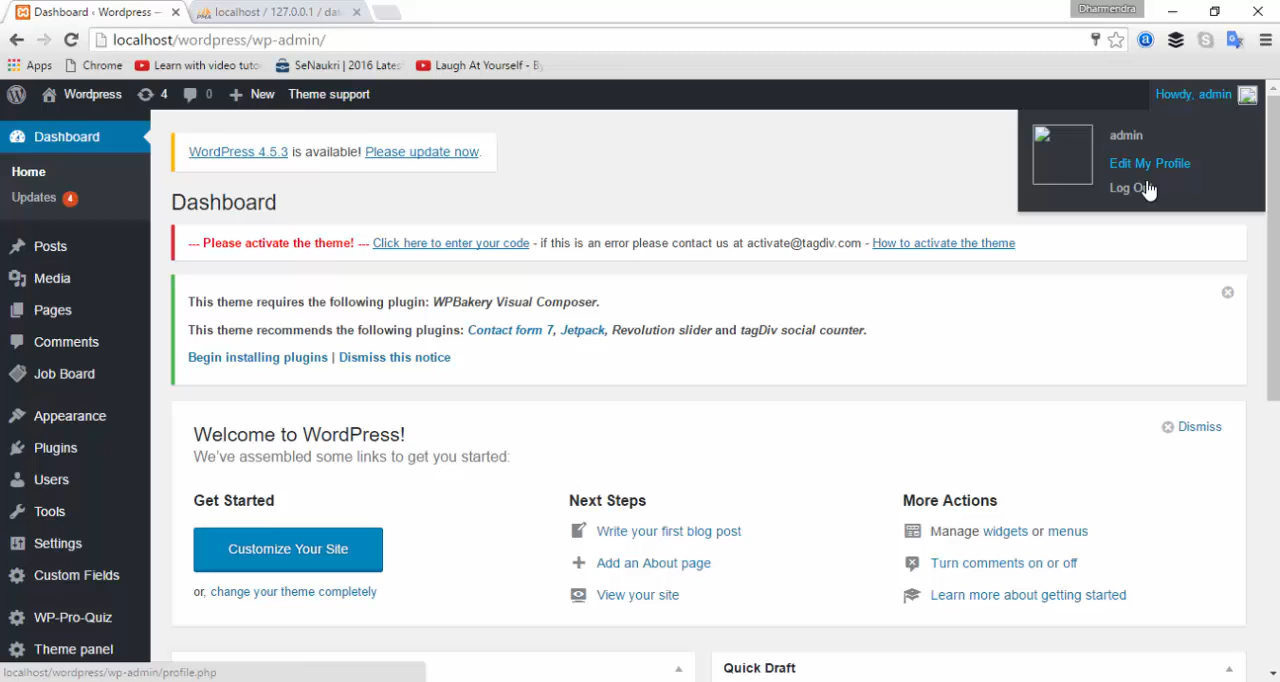 Dashboard ‹ Wordpress –
localhost / 127.0.0.1 / da
Dharmendra
localhost/wordpress/wp-admin/
Apps
Chrome
Learn with video tuto
SeNaukri | 2016 Lates
Laugh At Yourself - By
Wordpress
4
0
New
Theme support
Howdy, admin
admin
Edit My Profile
Dashboard
Home
Updates 4
Posts
Media
Pages
Comments
Job Board
Appearance
Plugins
Users
Tools
Settings
Custom Fields
WP-Pro-Quiz
Theme panel
WordPress 4.5.3 is available! Please update now.
Dashboard
--- Please activate the theme! --- Click here to enter your code - if this is an error please contact us at activate@tagdiv.com - How to activate the theme
This theme requires the following plugin: WPBakery Visual Composer.
This theme recommends the following plugins: Contact form 7, Jetpack, Revolution slider and tagDiv social counter.
Begin installing plugins | Dismiss this notice
Welcome to WordPress!
Dismiss
We've assembled some links to get you started:
Get Started
Customize Your Site
or, change your theme completely
Next Steps
Write your first blog post
Add an About page
View your site
More Actions
Manage widgets or menus
Turn comments on or off
Learn more about getting started
Quick Draft
localhost/wordpress/wp-admin/profile.php